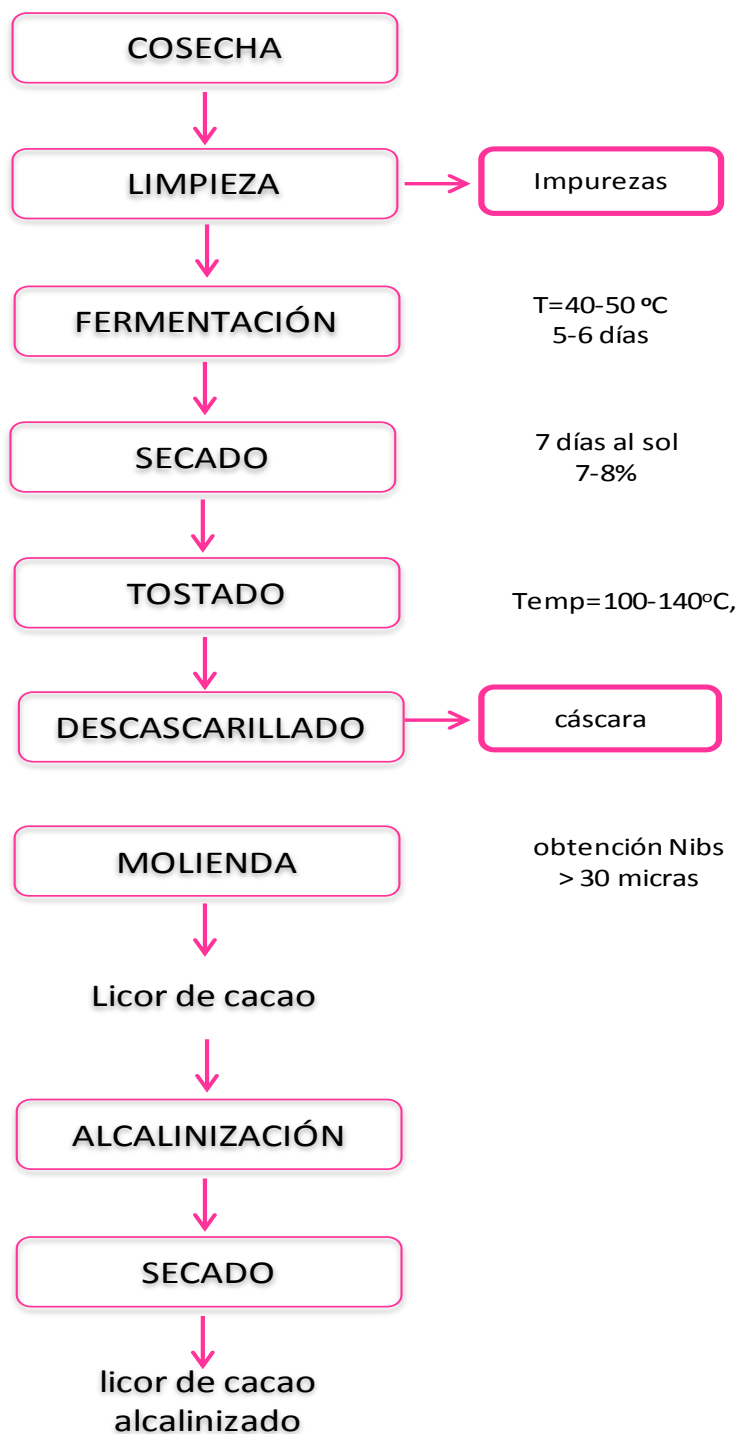 COSECHA
LIMPIEZA
Impurezas
FERMENTACIÓN
T=40-50 ºC
5-6 días
SECADO
7 días al sol
7-8%
TOSTADO
Temp=100-140ºC,
DESCASCARILLADO
cáscara
MOLIENDA
obtención Nibs
> 30 micras
Licor de cacao
ALCALINIZACIÓN
SECADO
licor de cacao
alcalinizado